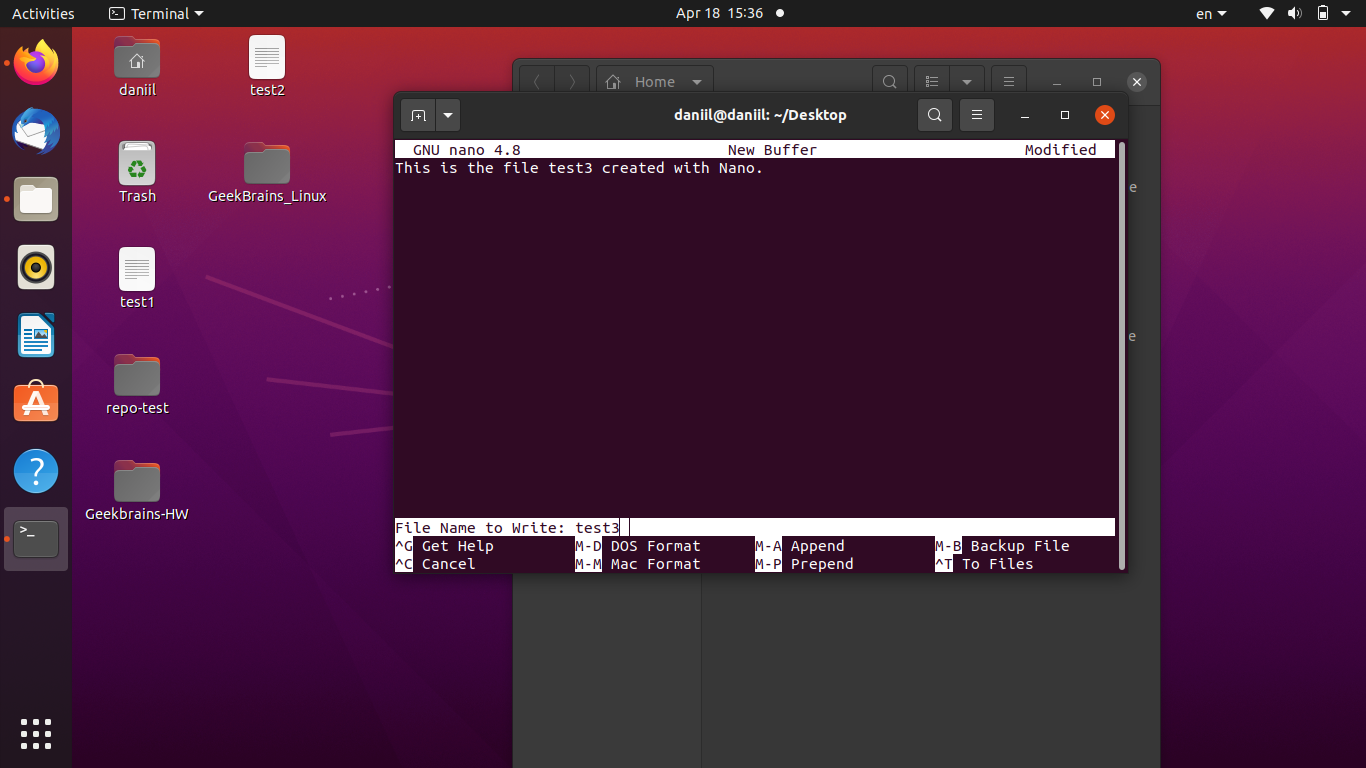 Activities
Terminal
Apr 18 15:36
en
daniil
test2
Trash
GeekBrains_Linux
test1
repo-test
Geekbrains-HW
Home
daniil@daniil: ~/Desktop
GNU nano 4.8 New Buffer Modified
This is the file test3 created with Nano.
File Name to Write: test3
^G Get Help M-D DOS Format M-A Append M-B Backup File
^C Cancel M-M Mac Format M-P Prepend ^T To Files